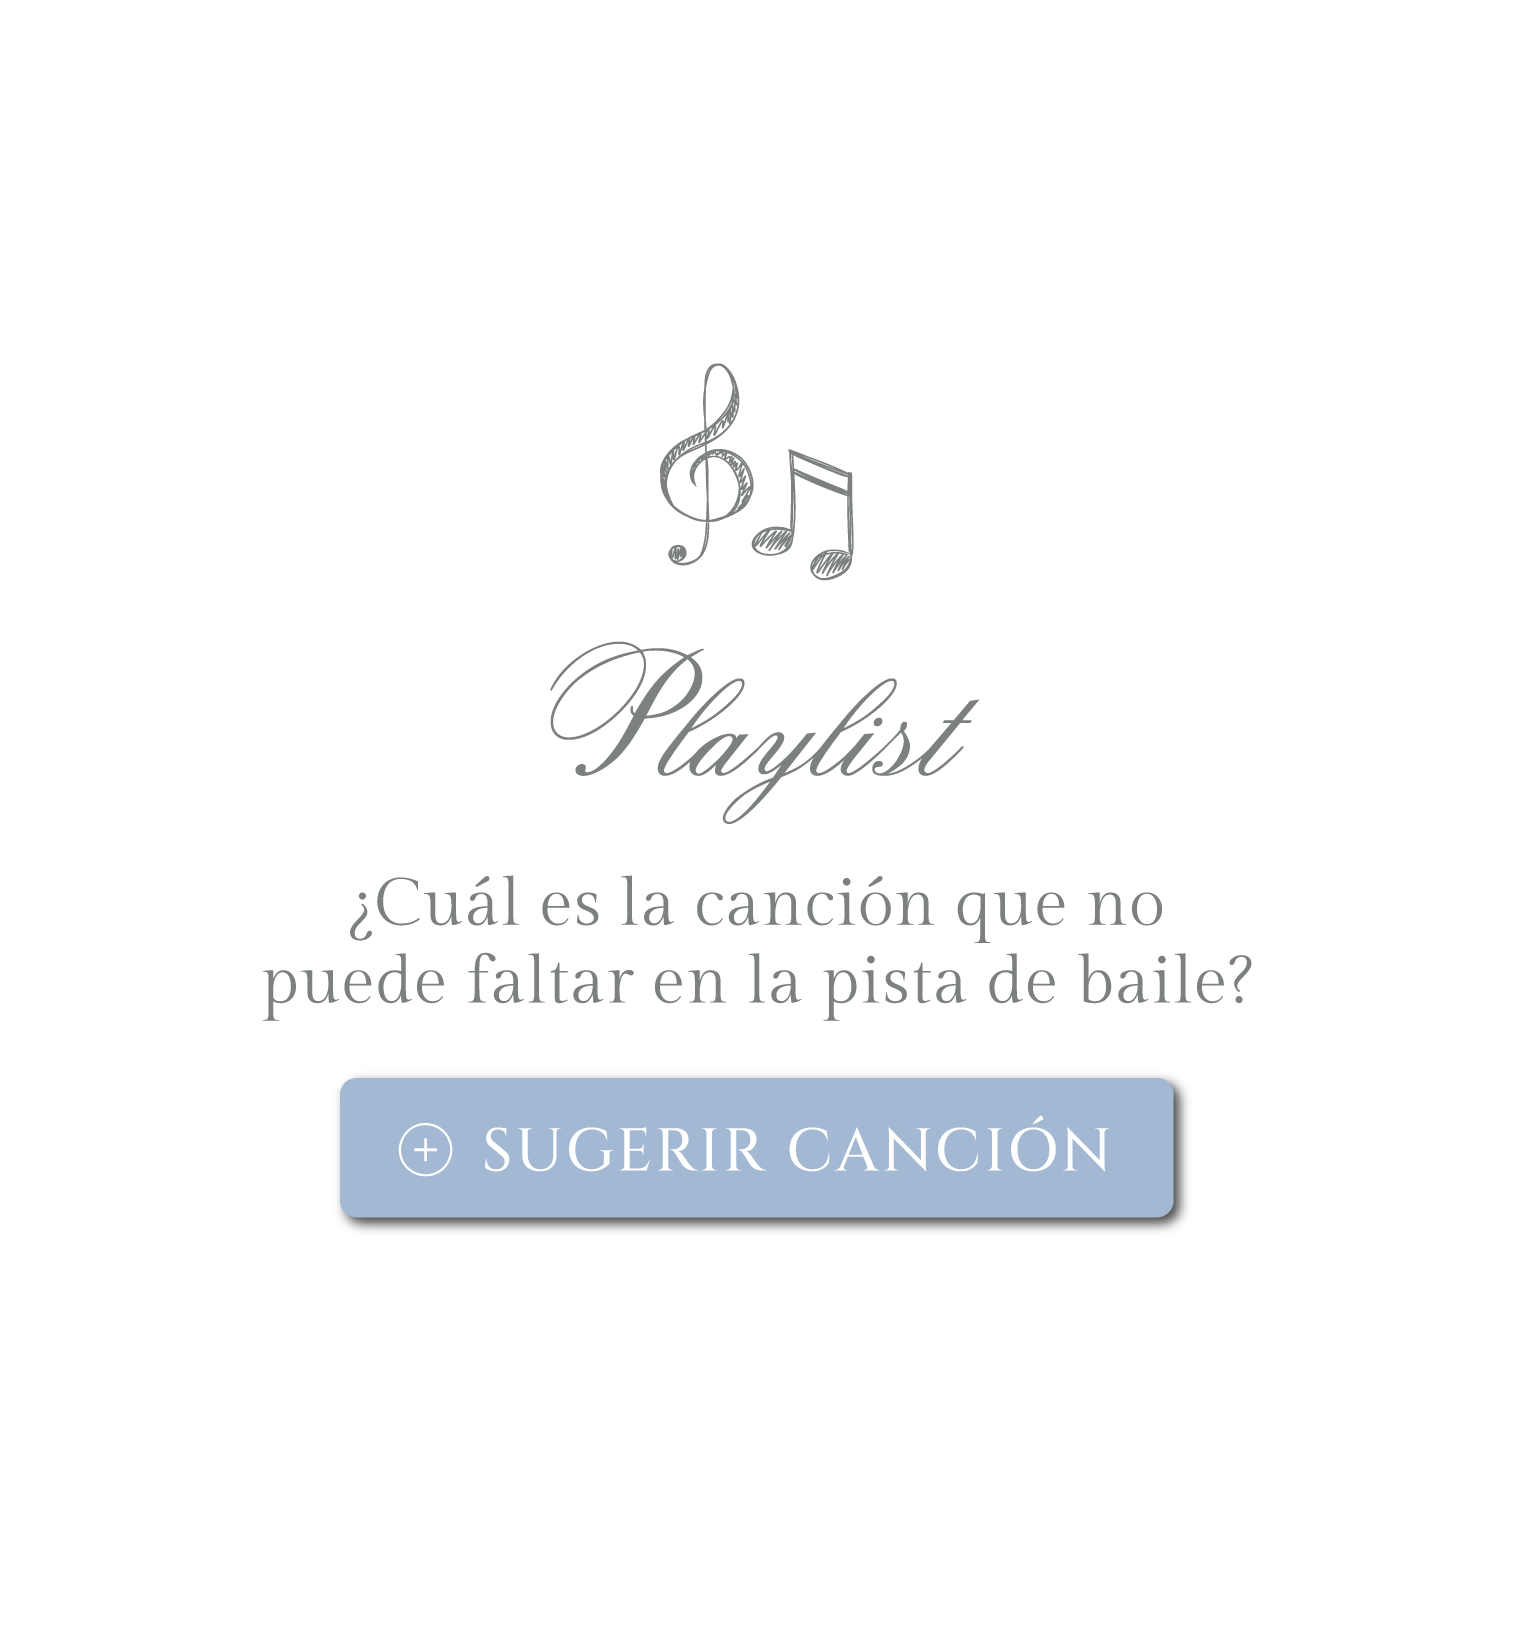 Playlist
¿Cuál es la canción que no
puede faltar en la pista de baile?
SUGERIR CANCIÓN